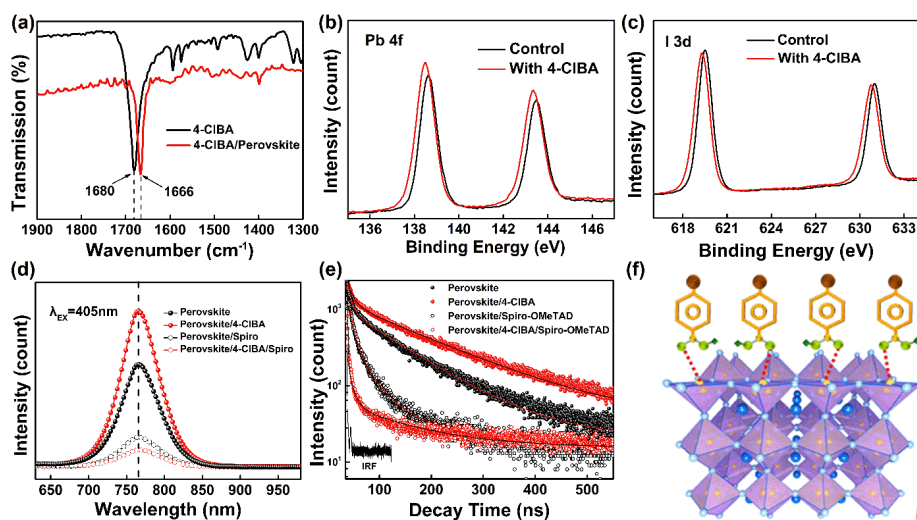 (a)
Transmission (%)
4-ClBA
4-ClBA/Perovskite
1680
1666
1900 1800 1700 1600 1500 1400 1300
Wavenumber (cm-1)
(b)
Pb 4f
Control
With 4-ClBA
Intensity (count)
136 138 140 142 144 146
Binding Energy (eV)
(c)
I 3d
Control
With 4-ClBA
Intensity (count)
618 621 624 627 630 633
Binding Energy (eV)
(d)
λEX=405nm
Perovskite
Perovskite/4-ClBA
Perovskite/Spiro
Perovskite/4-ClBA/Spiro
Intensity (count)
650 700 750 800 850 900 950
Wavelength (nm)
(e)
Perovskite
Perovskite/4-ClBA
Perovskite/Spiro-OMeTAD
Perovskite/4-ClBA/Spiro-OMeTAD
10³
10²
10¹
Intensity (count)
IRF
100 200 300 400 500
Decay Time (ns)
(f)